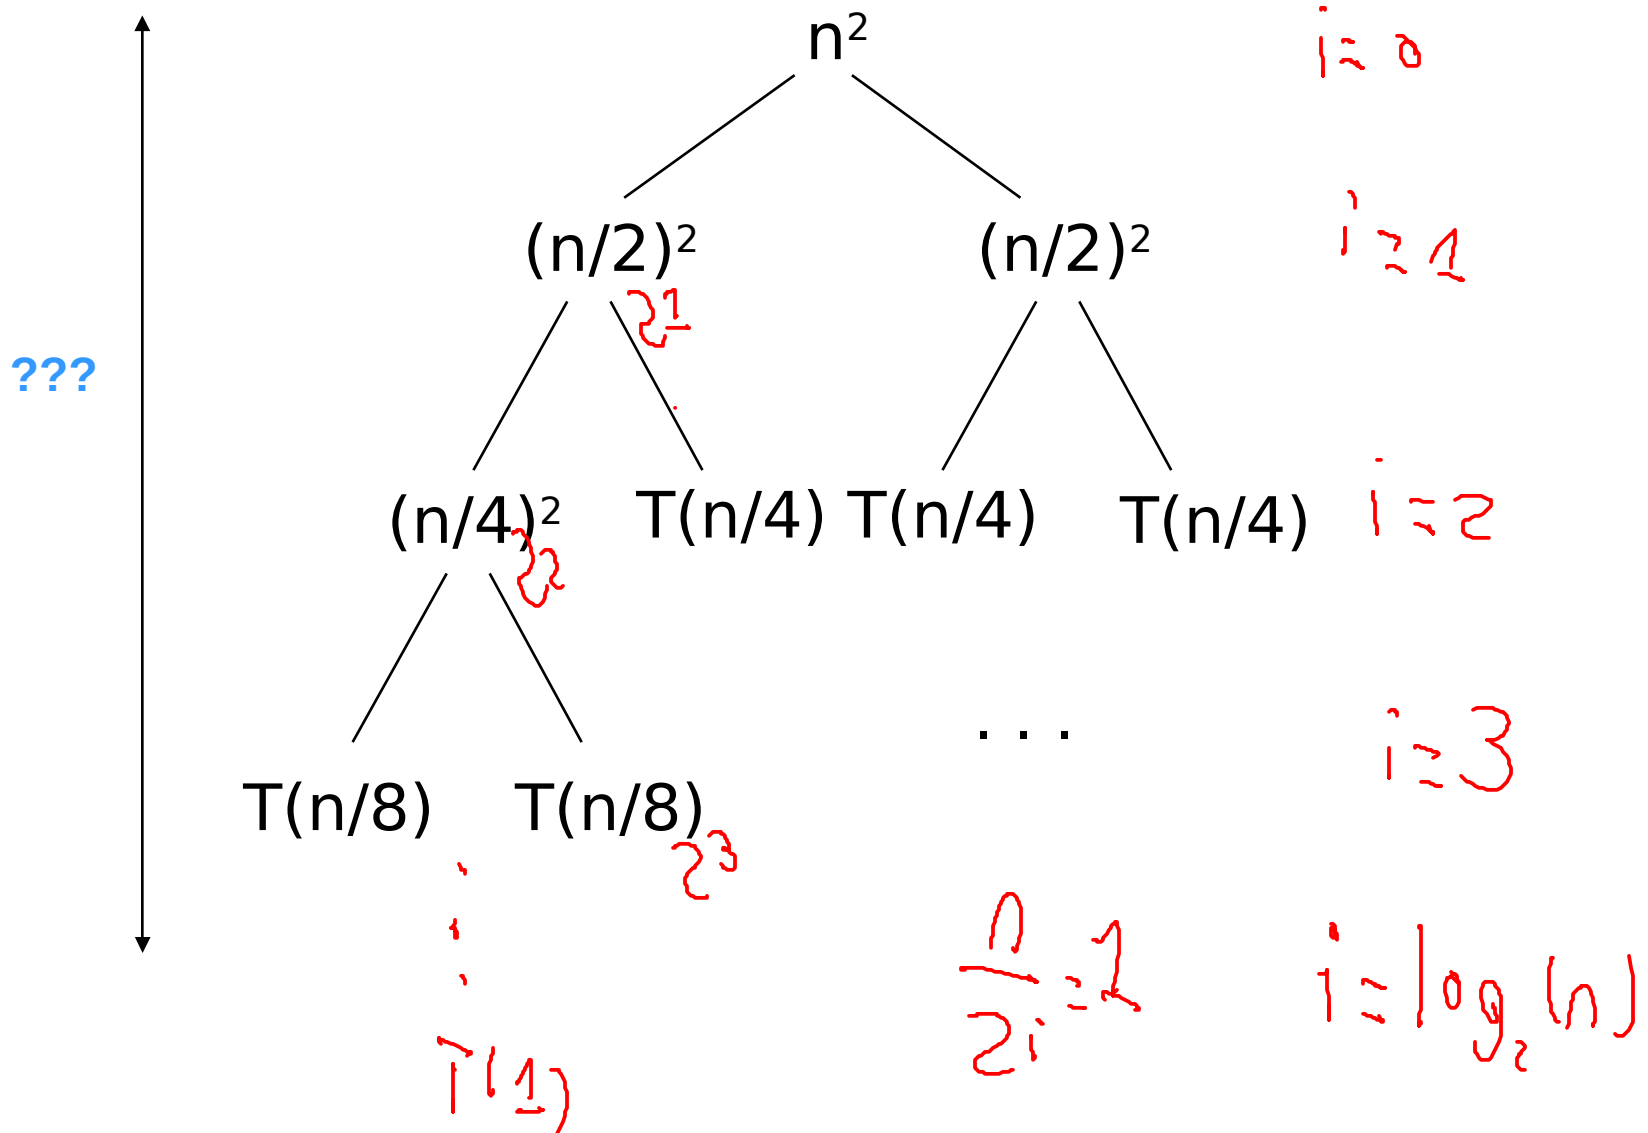 n² i=0
(n/2)² (n/2)² i=1
2¹
???
(n/4)² T(n/4) T(n/4) T(n/4) i=2
2²
. . . i=3
T(n/8) T(n/8)
2³
n/2i=1 i=log₂(n)
T(1)